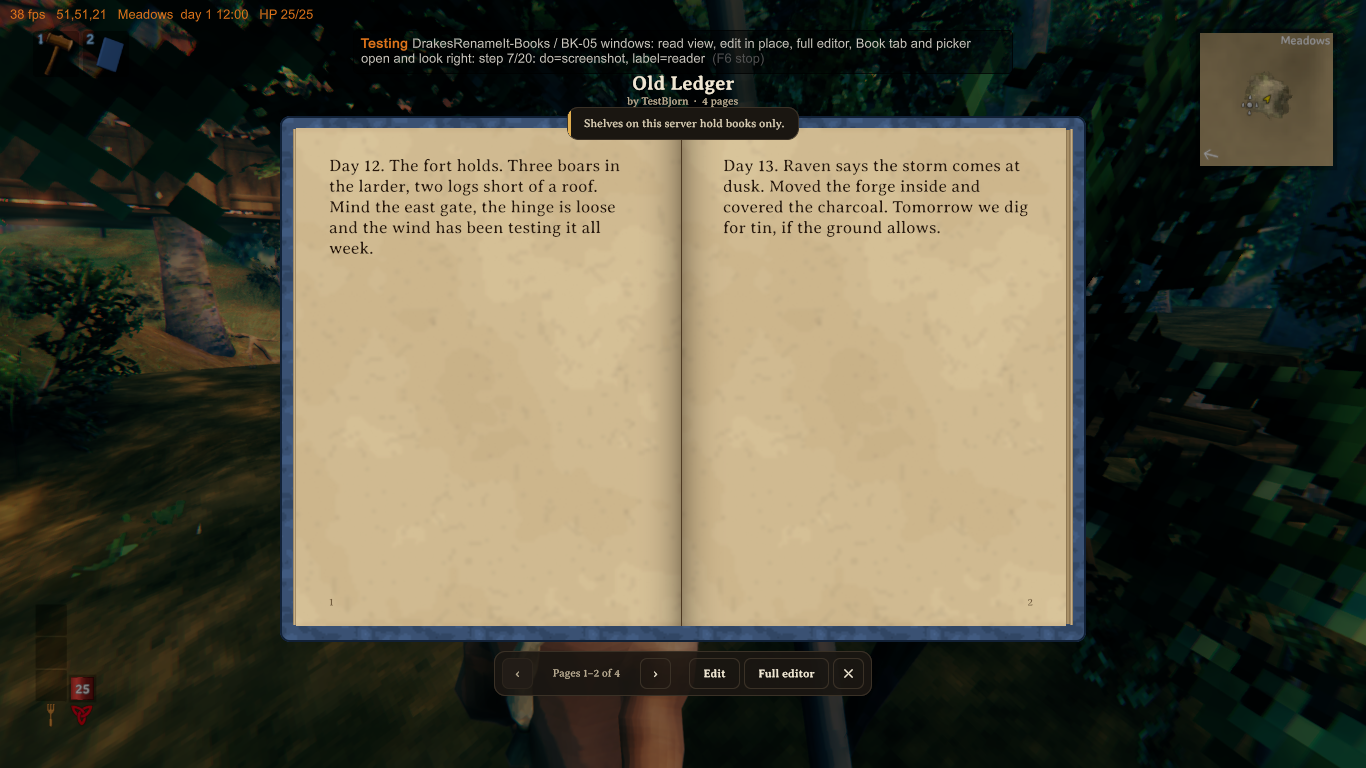 38 fps 51,51,21 Meadows day 1 12:00 HP 25/25
1 2
Testing DrakesRenameIt-Books / BK-05 windows: read view, edit in place, full editor, Book tab and picker
open and look right: step 7/20: do=screenshot, label=reader (F6 stop)
Meadows
Old Ledger
by TestBjorn · 4 pages
Shelves on this server hold books only.
Day 12. The fort holds. Three boars in
the larder, two logs short of a roof.
Mind the east gate, the hinge is loose
and the wind has been testing it all
week.
1
Day 13. Raven says the storm comes at
dusk. Moved the forge inside and
covered the charcoal. Tomorrow we dig
for tin, if the ground allows.
2
‹ Pages 1–2 of 4 › Edit Full editor ✕
25